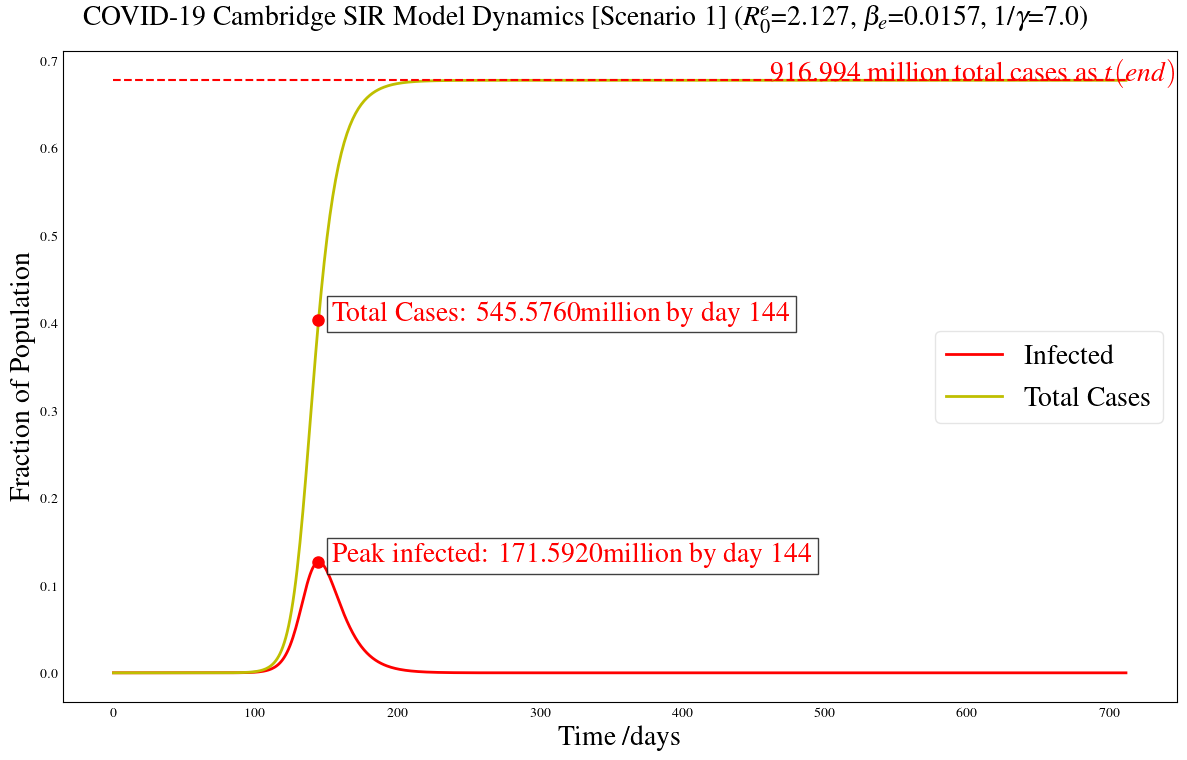 COVID-19 Cambridge SIR Model Dynamics [Scenario 1] (R₀ᵉ=2.127, βₑ=0.0157, 1/γ=7.0)
0.7
916.994 million total cases as t(end)
0.6
0.5
Total Cases: 545.5760million by day 144
0.4
Infected
Total Cases
Fraction of Population
0.3
0.2
Peak infected: 171.5920million by day 144
0.1
0.0
0 100 200 300 400 500 600 700
Time /days